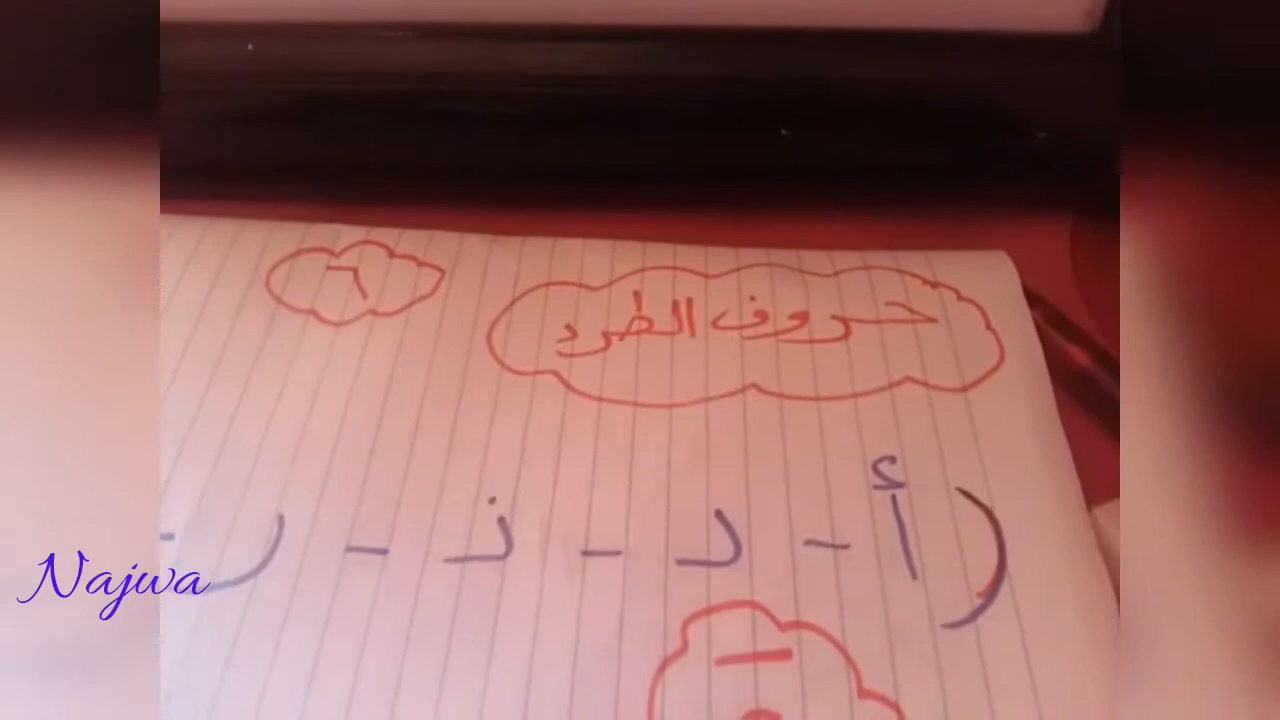 حروف الطرد ٦
(أ - د - ذ - ر -
Najwa